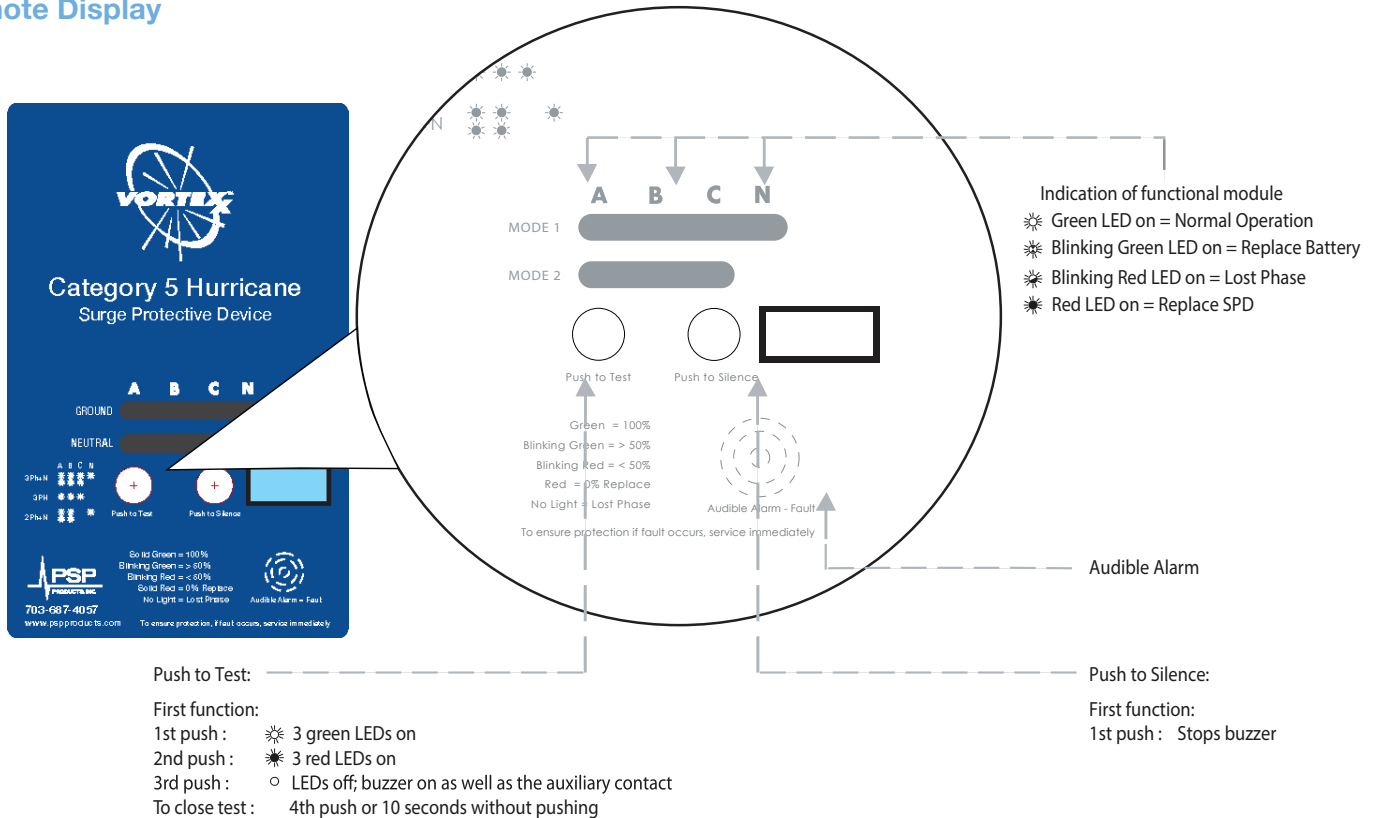 note Display
VORTEX
Category 5 Hurricane
Surge Protective Device
A B C N
GROUND
NEUTRAL
A B C N
3Ph+N
3PH
2Ph+N
Push to Test
Push to Silence
Solid Green = 100%
Blinking Green = > 50%
Blinking Red = < 50%
Solid Red = 0% Replace
No Light = Lost Phase
Audible Alarm = Fault
PSP
PRODUCTS INC
703-687-4057
www.pspproducts.com
To ensure protection, if fault occurs, service immediately
N
A B C N
MODE 1
MODE 2
Push to Test
Push to Silence
Green = 100%
Blinking Green = > 50%
Blinking Red = < 50%
Red = 0% Replace
No Light = Lost Phase
Audible Alarm - Fault
To ensure protection if fault occurs, service immediately
Indication of functional module
Green LED on = Normal Operation
Blinking Green LED on = Replace Battery
Blinking Red LED on = Lost Phase
Red LED on = Replace SPD
Audible Alarm
Push to Test:
First function:
1st push : 3 green LEDs on
2nd push : 3 red LEDs on
3rd push : LEDs off; buzzer on as well as the auxiliary contact
To close test : 4th push or 10 seconds without pushing
Push to Silence:
First function:
1st push : Stops buzzer